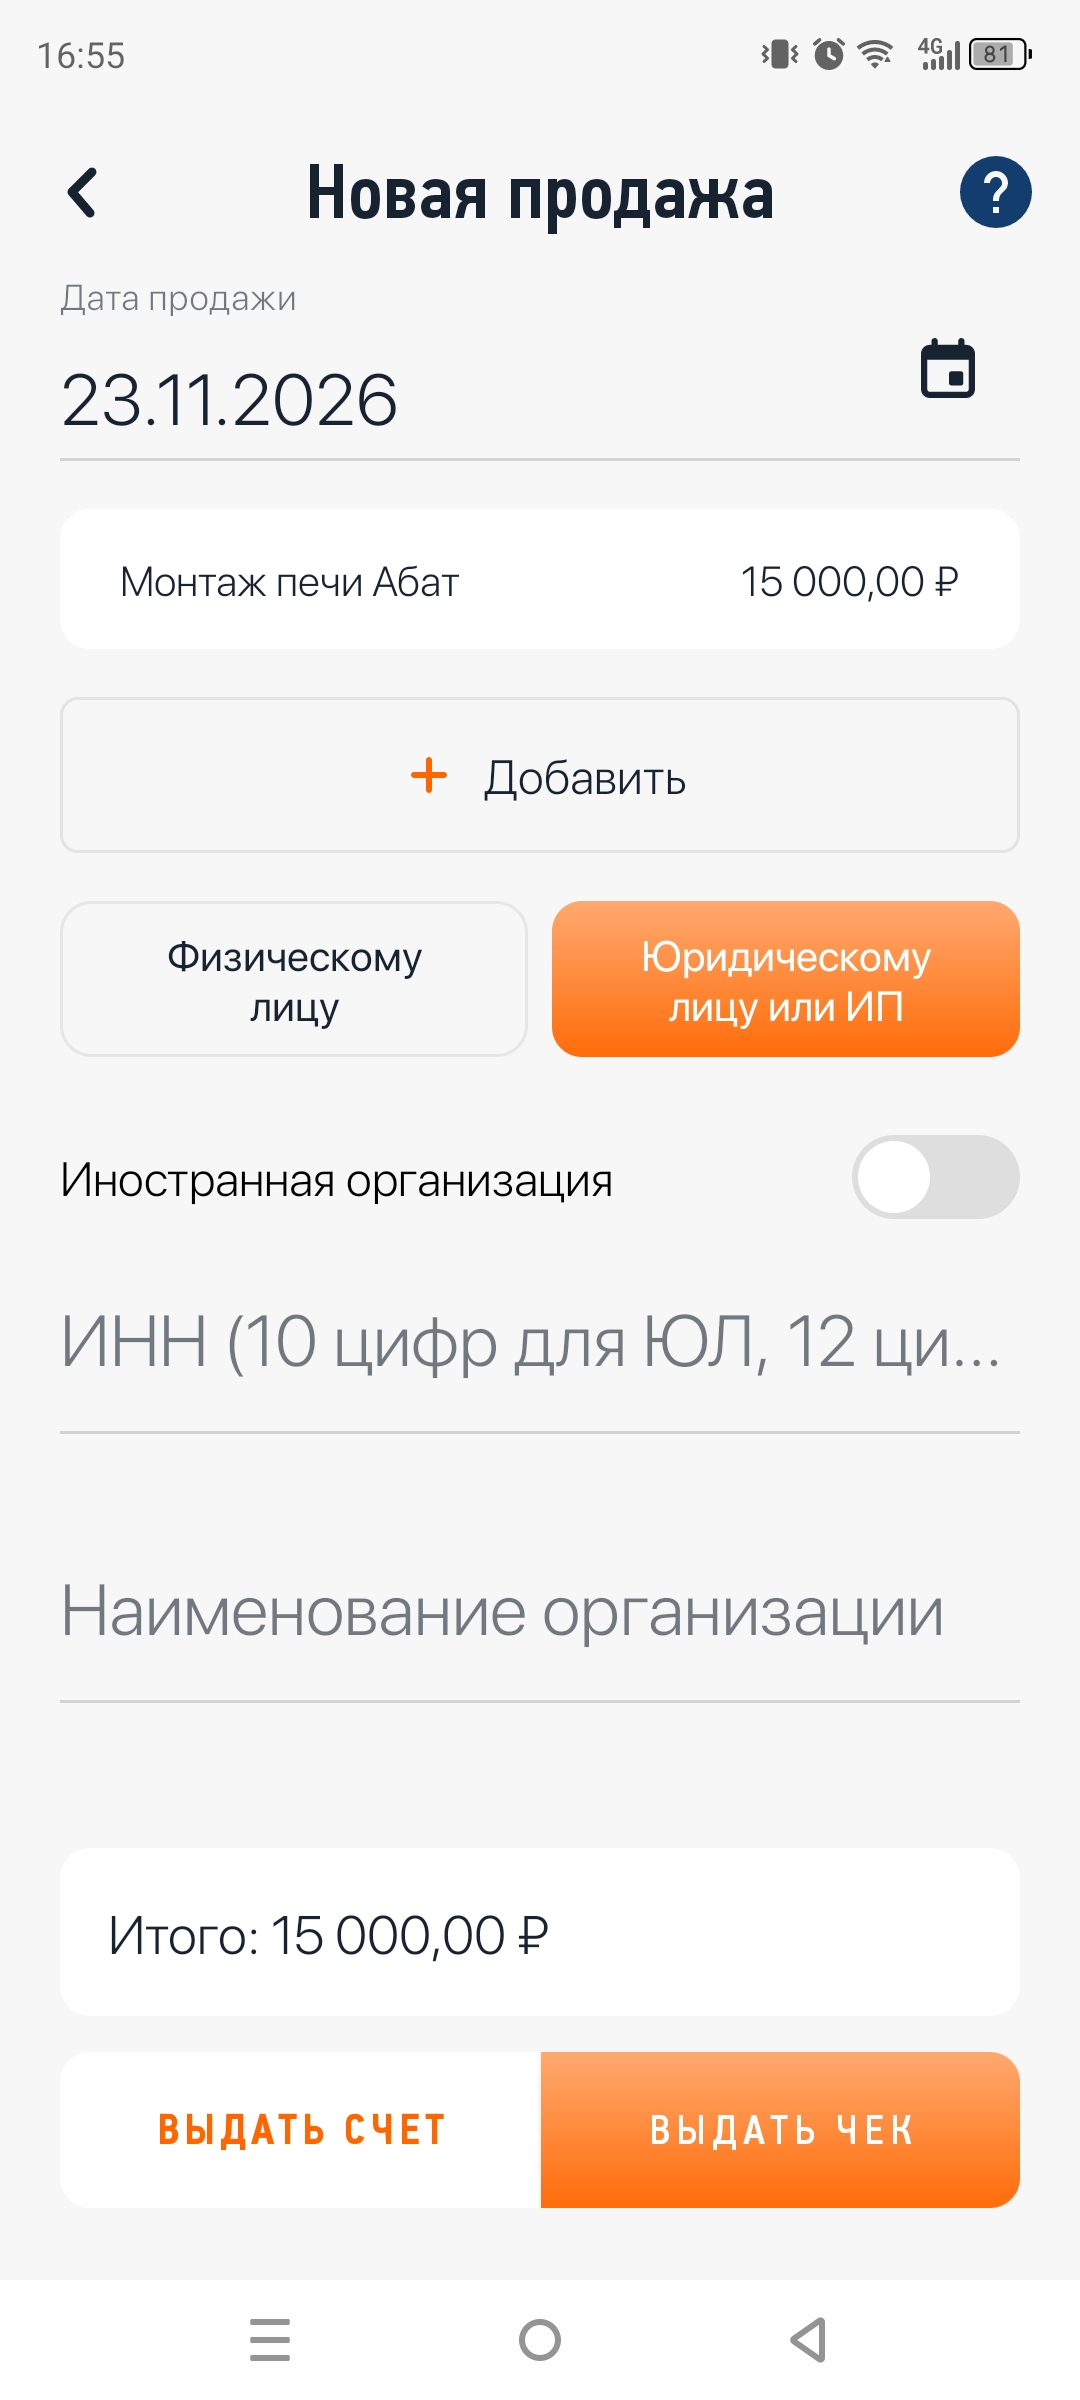 16:55
4G
81
Новая продажа
?
Дата продажи
23.11.2026
Монтаж печи Абат 15 000,00 ₽
+ Добавить
Физическому
лицу
Юридическому
лицу или ИП
Иностранная организация
ИНН (10 цифр для ЮЛ, 12 ци...
Наименование организации
Итого: 15 000,00 ₽
ВЫДАТЬ СЧЕТ
ВЫДАТЬ ЧЕК